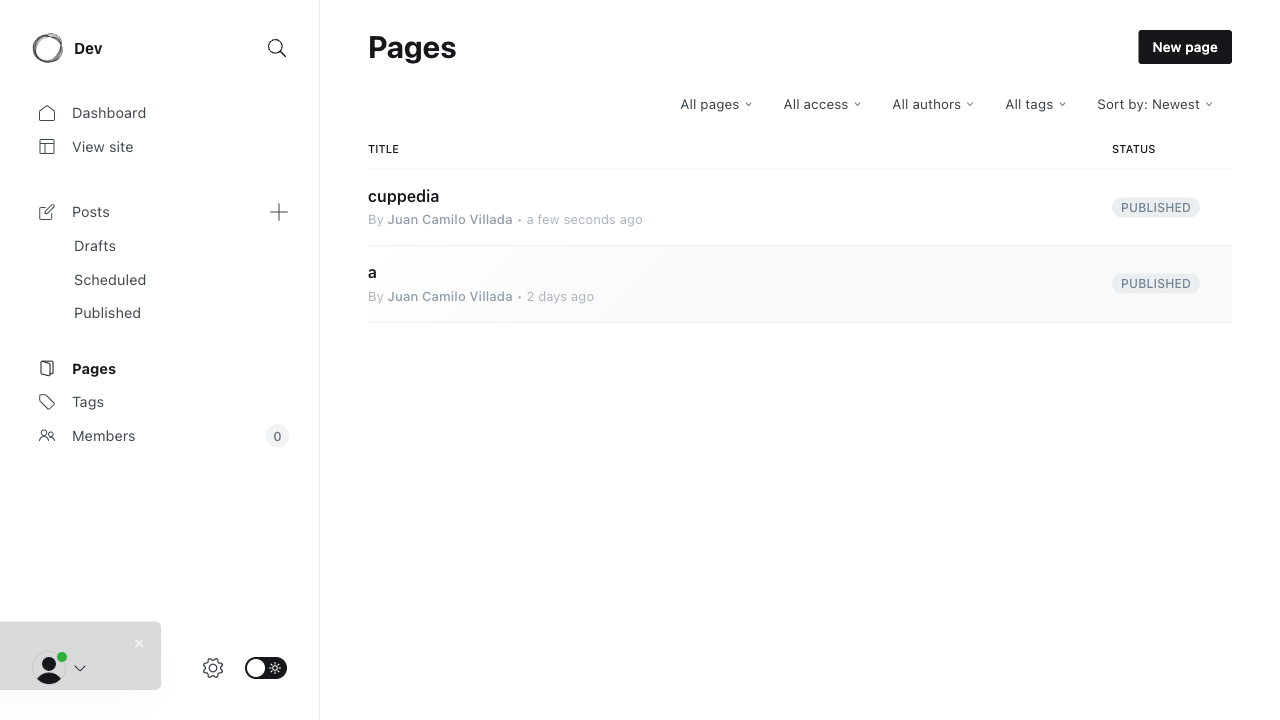 Dev
Dashboard
View site
Posts
Drafts
Scheduled
Published
Pages
Tags
Members 0
Pages
New page
All pages All access All authors All tags Sort by: Newest
TITLE STATUS
cuppedia
By Juan Camilo Villada • a few seconds ago
PUBLISHED
a
By Juan Camilo Villada • 2 days ago
PUBLISHED